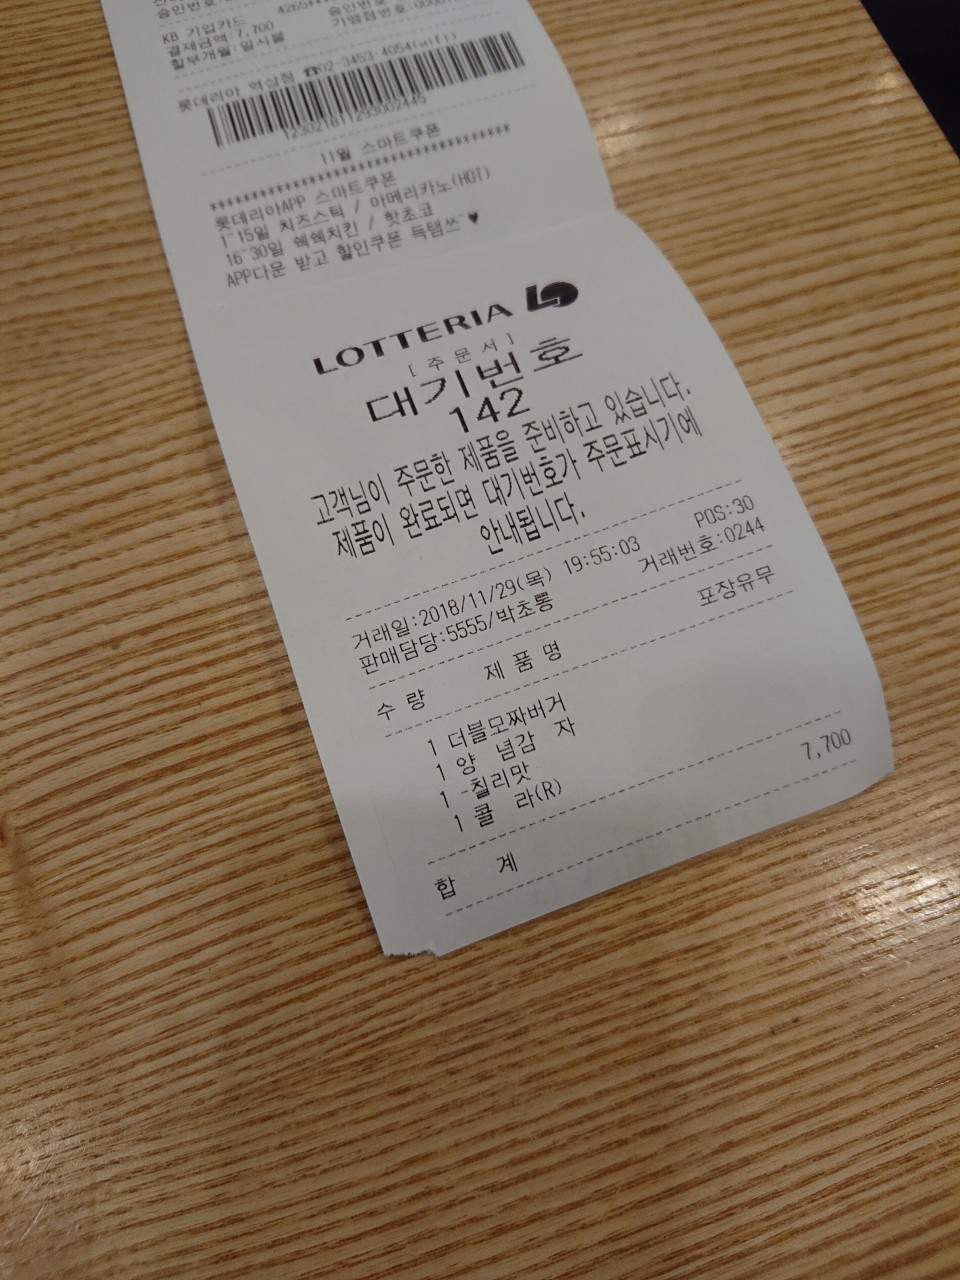 KB 기업카드 4265
결제금액:7,700
할부개월:일시불
롯데리아 역삼점 ☎02-3453-4054(wifi)
11월 스마트쿠폰
롯데리아APP 스마트쿠폰
1~15일 치즈스틱 / 아메리카노(HOT)
16~30일 쉑쉑치킨 / 핫초코
APP다운 받고 할인쿠폰 득템쓰~♥
LOTTERIA
[주문서]
대기번호
142
고객님이 주문한 제품을 준비하고 있습니다.
제품이 완료되면 대기번호가 주문표시기에
안내됩니다.
POS:30
거래일:2018/11/29(목) 19:55:03 거래번호:0244
판매담당:5555/박초롱
수 량 제 품 명 포장유무
1 더블모짜버거
1 양 념감 자
1 -칠리맛
1 콜 라(R)
합 계 7,700